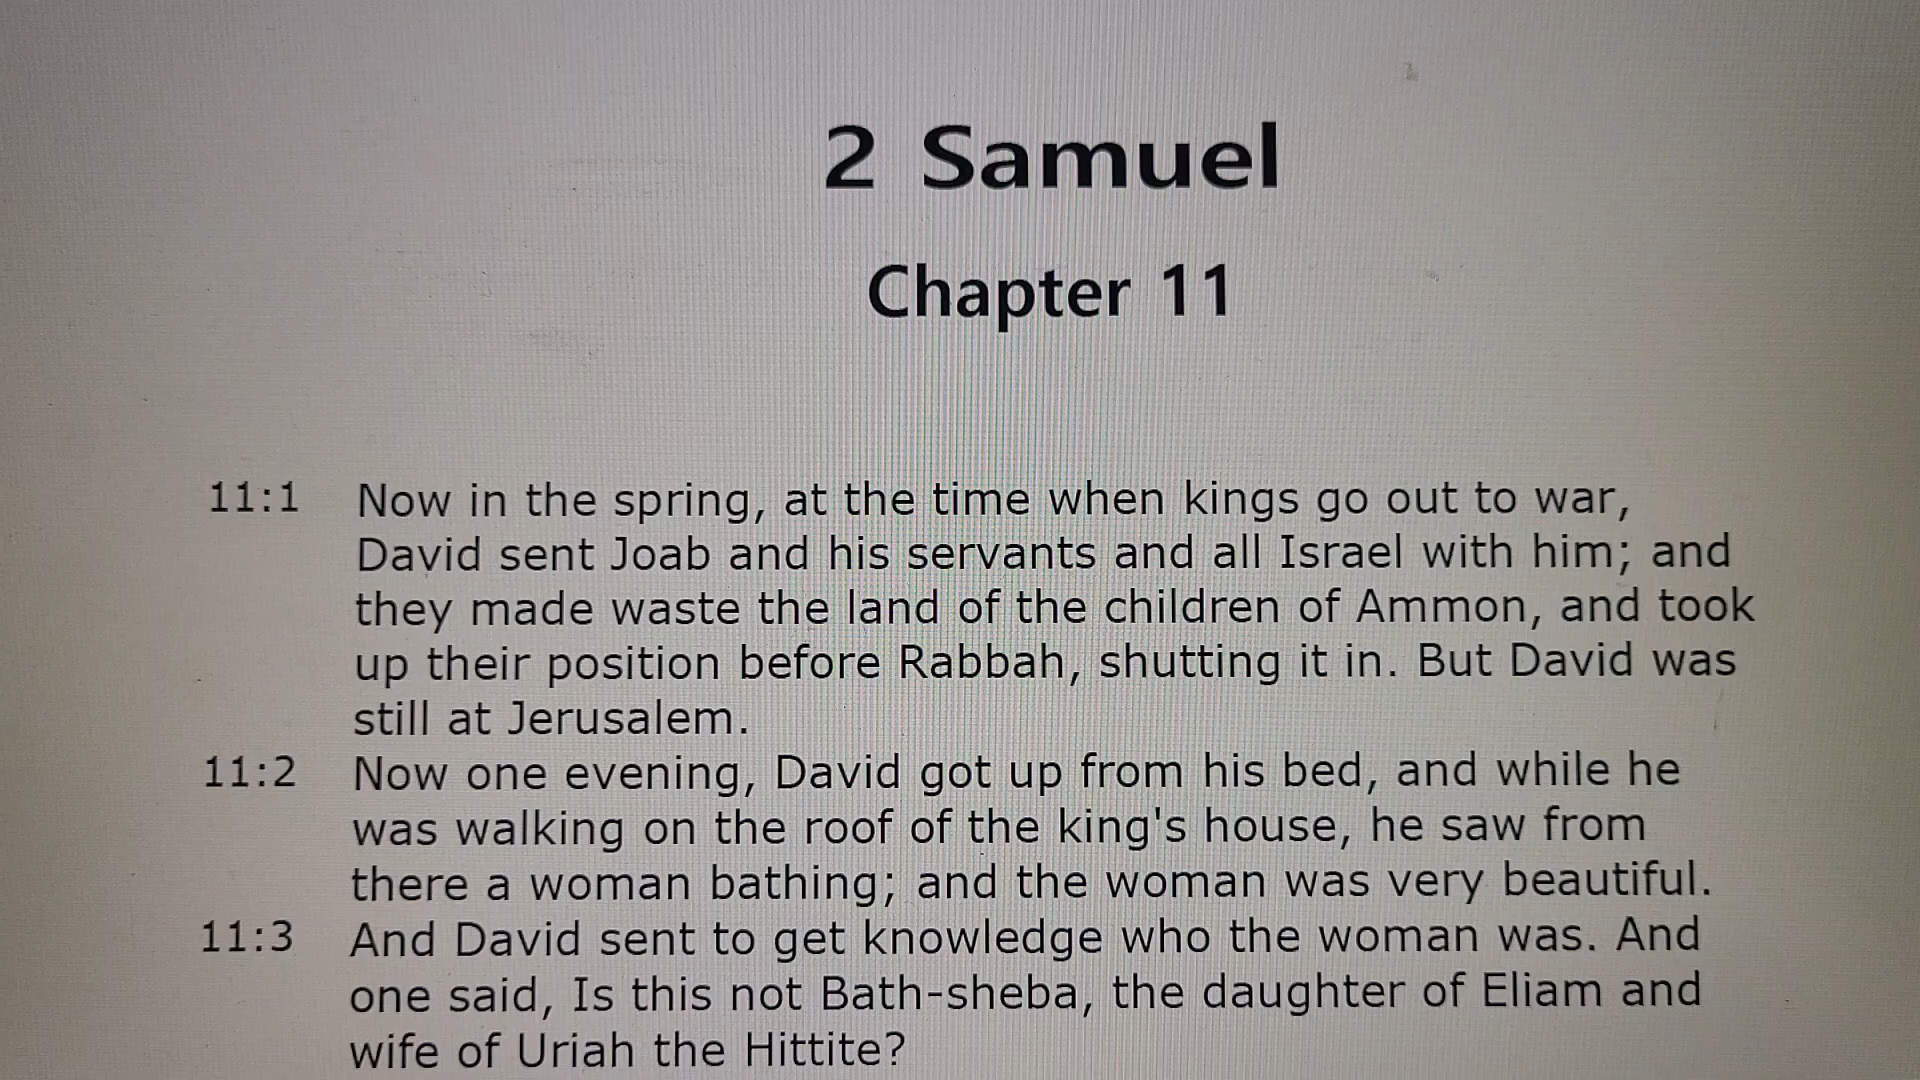 2 Samuel
Chapter 11
11:1 Now in the spring, at the time when kings go out to war,
David sent Joab and his servants and all Israel with him; and
they made waste the land of the children of Ammon, and took
up their position before Rabbah, shutting it in. But David was
still at Jerusalem.
11:2 Now one evening, David got up from his bed, and while he
was walking on the roof of the king's house, he saw from
there a woman bathing; and the woman was very beautiful.
11:3 And David sent to get knowledge who the woman was. And
one said, Is this not Bath-sheba, the daughter of Eliam and
wife of Uriah the Hittite?